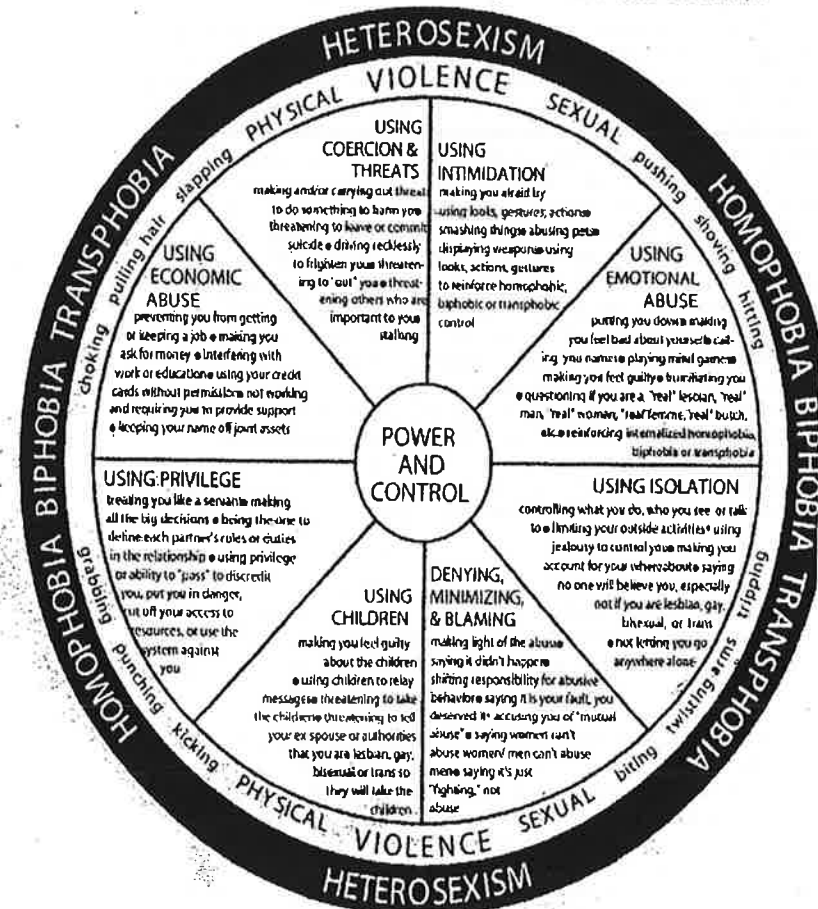 HETEROSEXISM
HOMOPHOBIA BIPHOBIA TRANSPHOBIA
HETEROSEXISM
HOMOPHOBIA BIPHOBIA TRANSPHOBIA
PHYSICAL VIOLENCE SEXUAL
pushing shoving hitting
tripping
twisting arms
biting
PHYSICAL VIOLENCE SEXUAL
kicking
punching
grabbing
choking pulling hair slapping
USING
COERCION &
THREATS
making and/or carrying out threats
to do something to harm you
threatening to leave or commit
suicide • driving recklessly
to frighten you • threaten-
ing to "out" you • threat-
ening others who are
important to you •
stalking
USING
INTIMIDATION
making you afraid by
using looks, gestures, actions •
smashing things • abusing pets •
displaying weapons • using
looks, actions, gestures
to reinforce homophobic,
biphobic or transphobic
control
USING
EMOTIONAL
ABUSE
putting you down • making
you feel bad about yourself • call-
ing you names • playing mind games •
making you feel guilty • humiliating you
• questioning if you are a "real" lesbian, "real"
man, "real" woman, "real" femme, "real" butch,
etc. • reinforcing internalized homophobia,
biphobia or transphobia
USING ISOLATION
controlling what you do, who you see or talk
to • limiting your outside activities • using
jealousy to control you • making you
account for your whereabouts • saying
no one will believe you, especially
not if you are lesbian, gay,
bisexual, or trans
• not letting you go
anywhere alone
DENYING,
MINIMIZING,
& BLAMING
making light of the abuse
saying it didn't happen •
shifting responsibility for abusive
behavior • saying it is your fault, you
deserved it • accusing you of "mutual
abuse" • saying women can't
abuse women/ men can't abuse
men • saying it's just
"fighting," not
abuse
USING
CHILDREN
making you feel guilty
about the children
• using children to relay
messages • threatening to take
the children • threatening to tell
your ex spouse or authorities
that you are lesbian, gay,
bisexual or trans so
they will take the
children
USING PRIVILEGE
treating you like a servant • making
all the big decisions • being the one to
define each partner's roles or duties
in the relationship • using privilege
or ability to "pass" to discredit
you, put you in danger,
cut off your access to
resources, or use the
system against
you
USING
ECONOMIC
ABUSE
preventing you from getting
or keeping a job • making you
ask for money • interfering with
work or education • using your credit
cards without permission • not working
and requiring you to provide support
• keeping your name off joint assets
POWER
AND
CONTROL